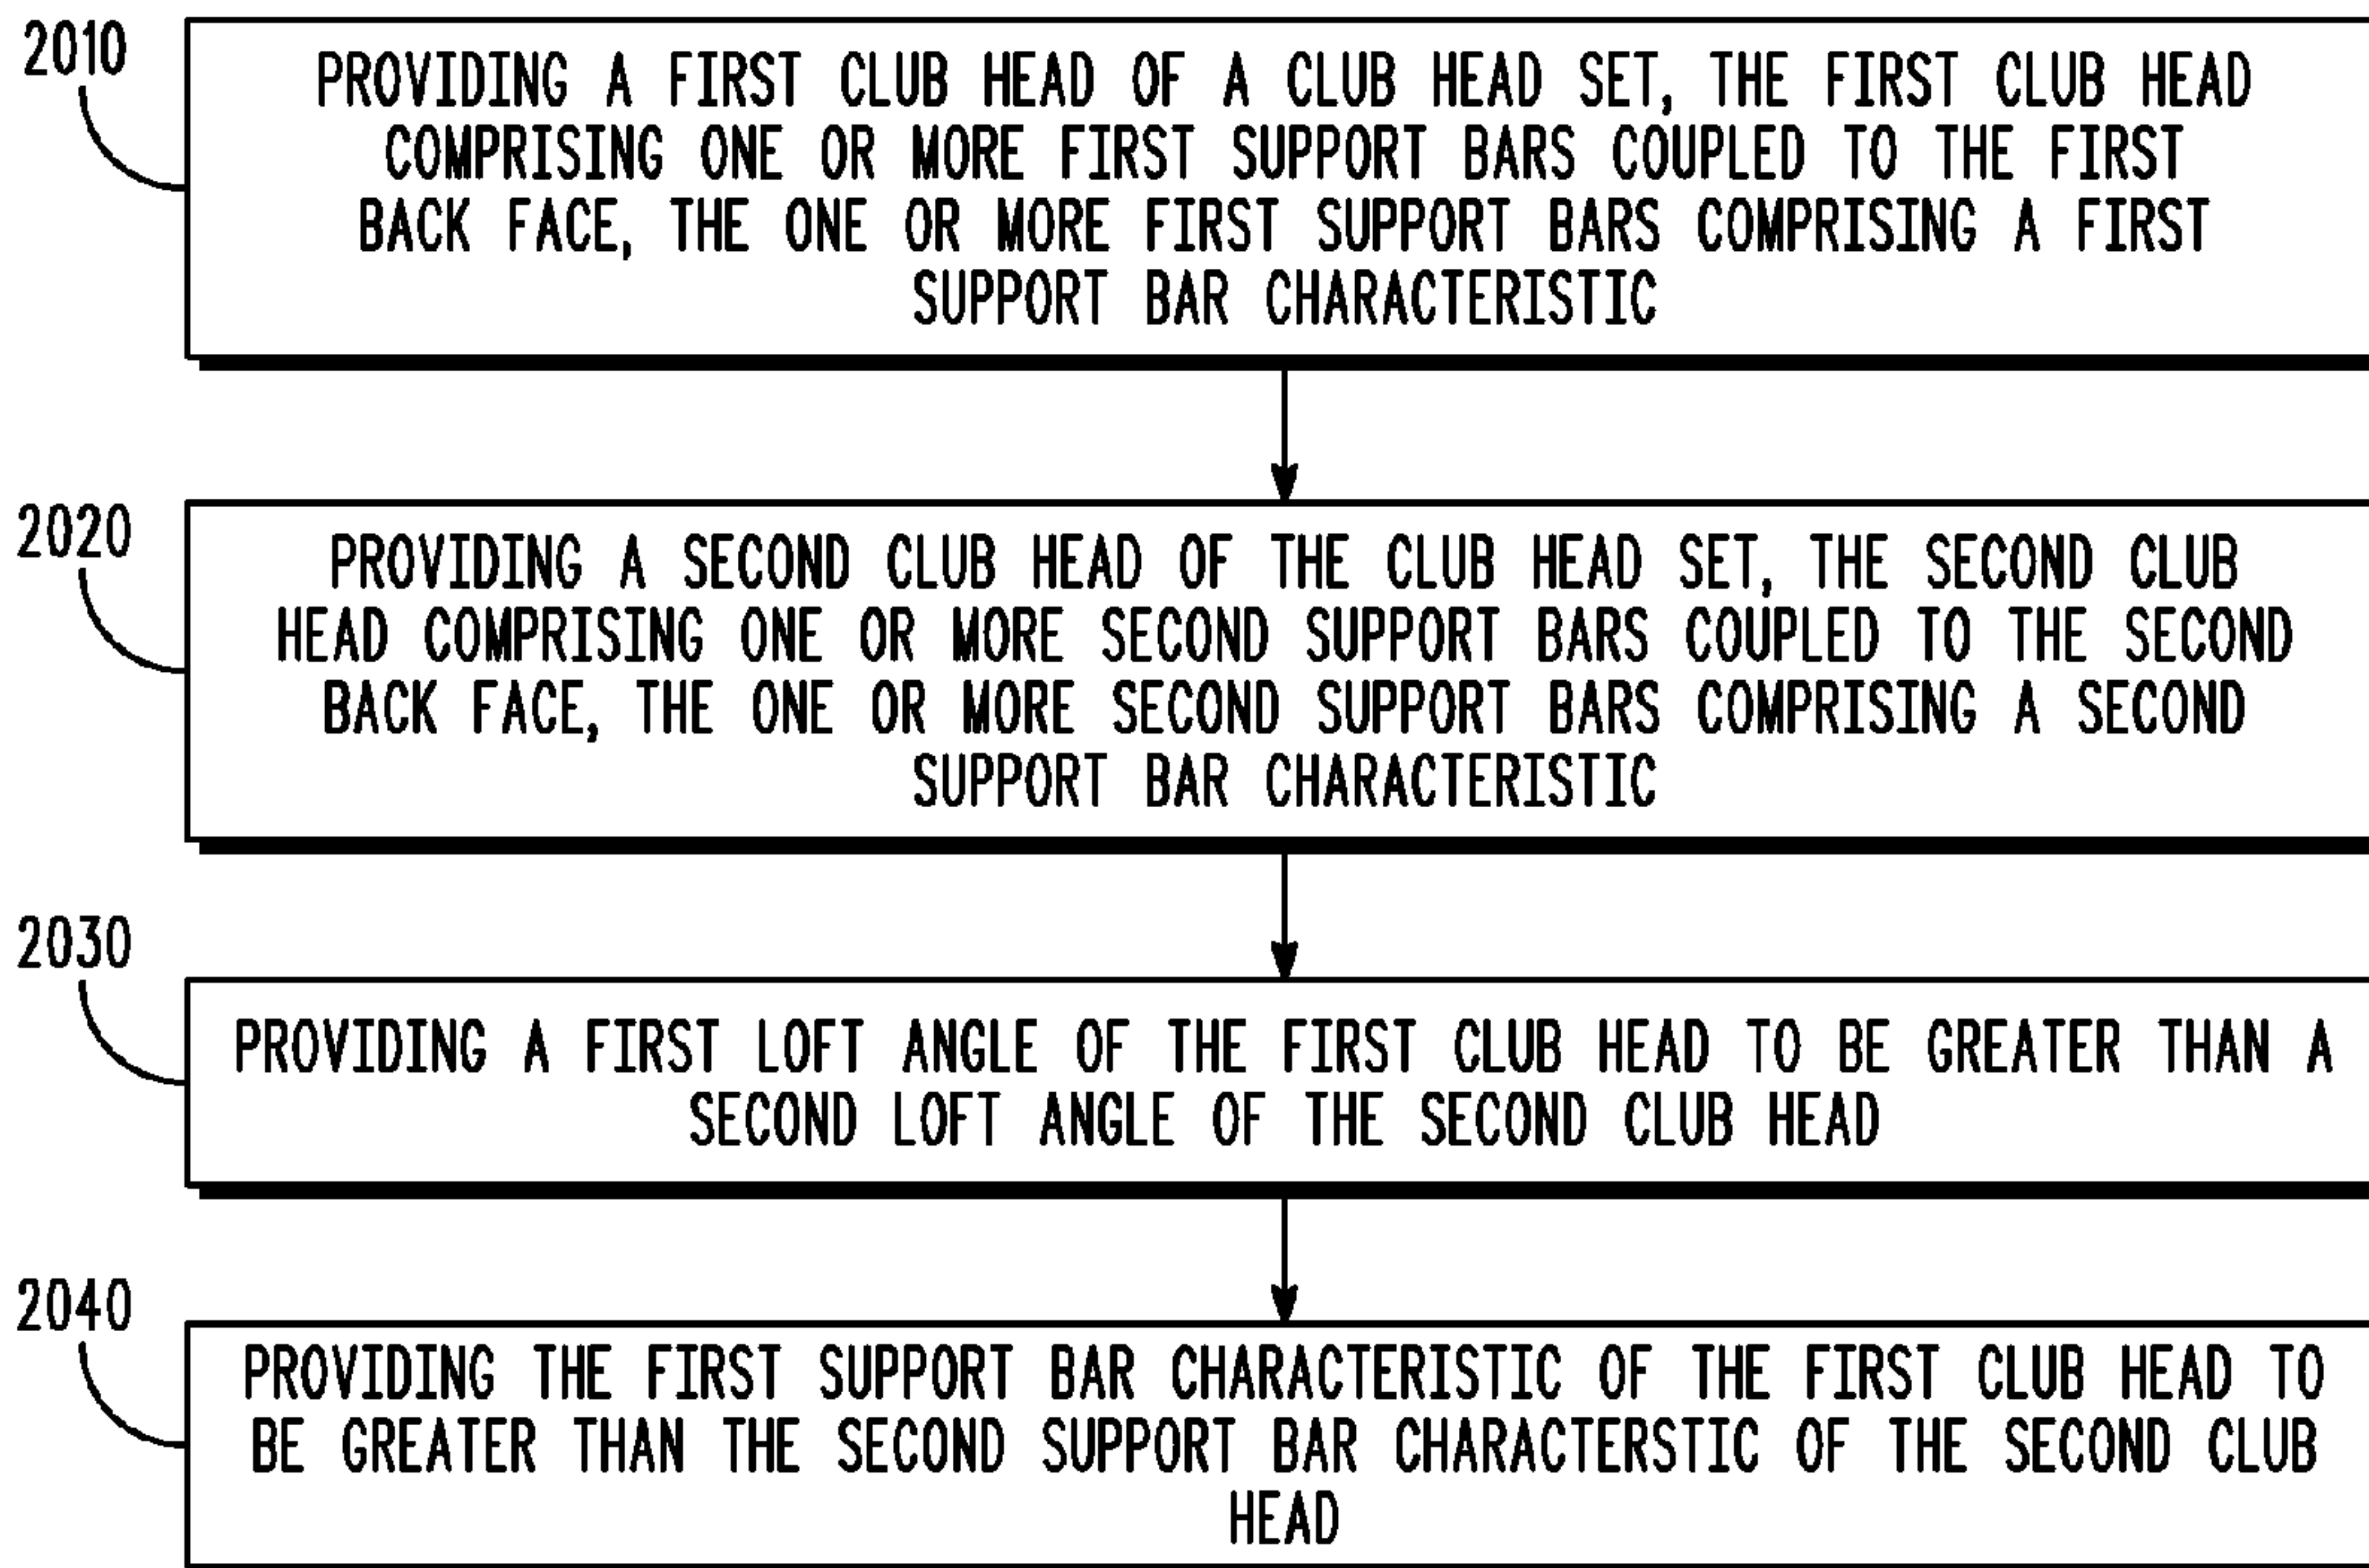 2010
PROVIDING A FIRST CLUB HEAD OF A CLUB HEAD SET, THE FIRST CLUB HEAD
COMPRISING ONE OR MORE FIRST SUPPORT BARS COUPLED TO THE FIRST
BACK FACE, THE ONE OR MORE FIRST SUPPORT BARS COMPRISING A FIRST
SUPPORT BAR CHARACTERISTIC
2020
PROVIDING A SECOND CLUB HEAD OF THE CLUB HEAD SET, THE SECOND CLUB
HEAD COMPRISING ONE OR MORE SECOND SUPPORT BARS COUPLED TO THE SECOND
BACK FACE, THE ONE OR MORE SECOND SUPPORT BARS COMPRISING A SECOND
SUPPORT BAR CHARACTERISTIC
2030
PROVIDING A FIRST LOFT ANGLE OF THE FIRST CLUB HEAD TO BE GREATER THAN A
SECOND LOFT ANGLE OF THE SECOND CLUB HEAD
2040
PROVIDING THE FIRST SUPPORT BAR CHARACTERISTIC OF THE FIRST CLUB HEAD TO
BE GREATER THAN THE SECOND SUPPORT BAR CHARACTERSTIC OF THE SECOND CLUB
HEAD